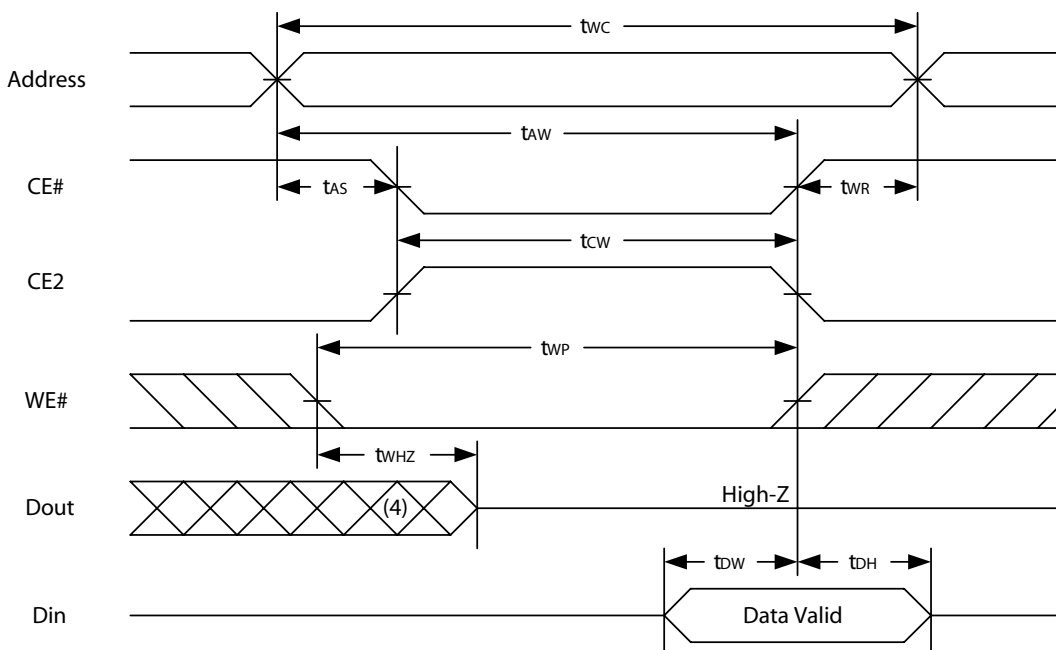 tWC
Address
tAW
CE#
tAS
tWR
tCW
CE2
tWP
WE#
tWHZ
Dout
(4)
High-Z
tDW
tDH
Din
Data Valid